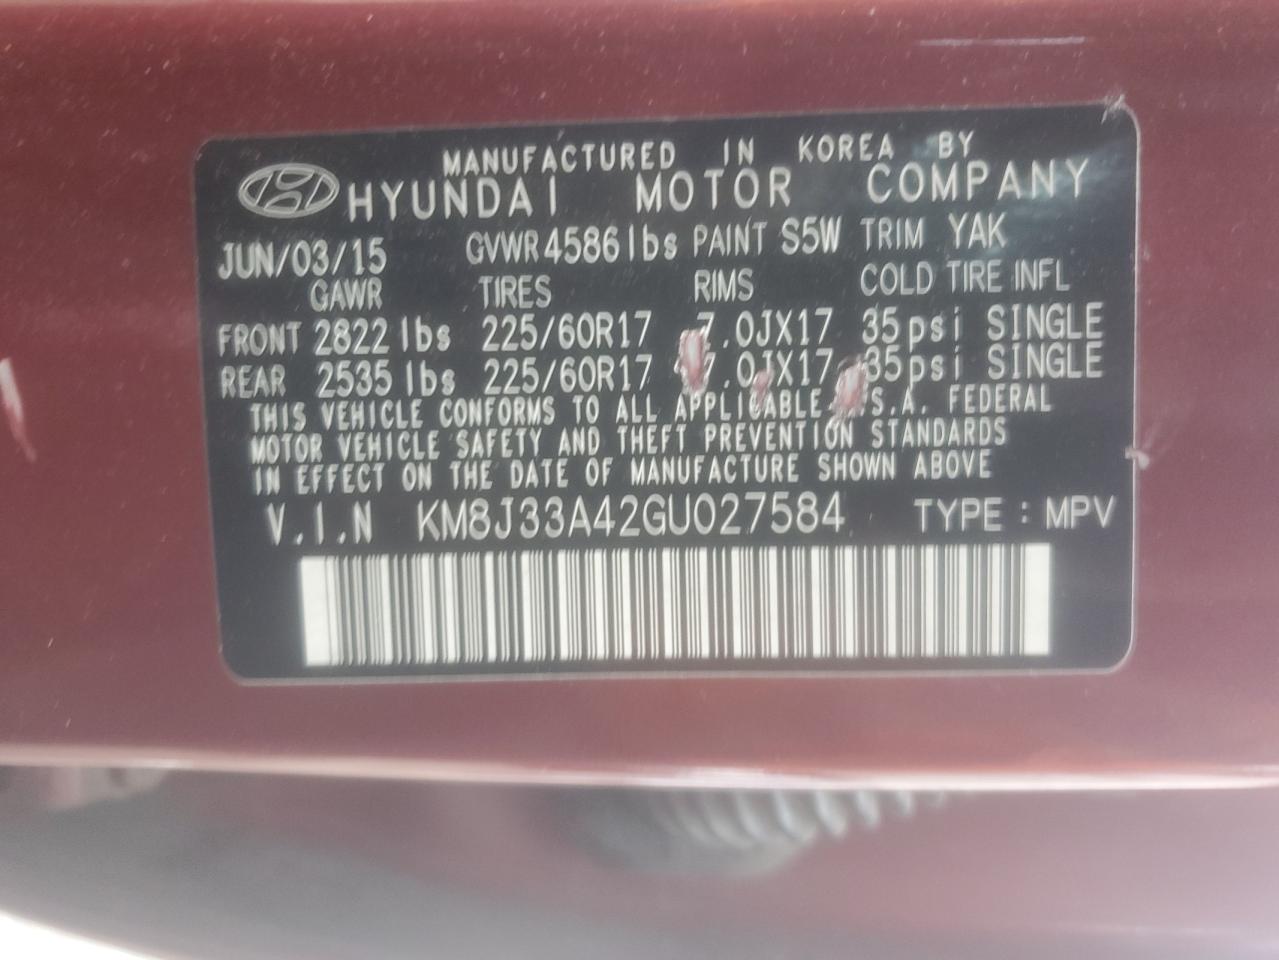 MANUFACTURED IN KOREA BY
HYUNDAI MOTOR COMPANY
JUN/03/15 GVWR 4586 lbs PAINT S5W TRIM YAK
GAWR TIRES RIMS COLD TIRE INFL
FRONT 2822 lbs 225/60R17 7.0JX17 35psi SINGLE
REAR 2535 lbs 225/60R17 7.0JX17 35psi SINGLE
THIS VEHICLE CONFORMS TO ALL APPLICABLE U.S.A. FEDERAL
MOTOR VEHICLE SAFETY AND THEFT PREVENTION STANDARDS
IN EFFECT ON THE DATE OF MANUFACTURE SHOWN ABOVE
V.I.N KM8J33A42GU027584 TYPE : MPV